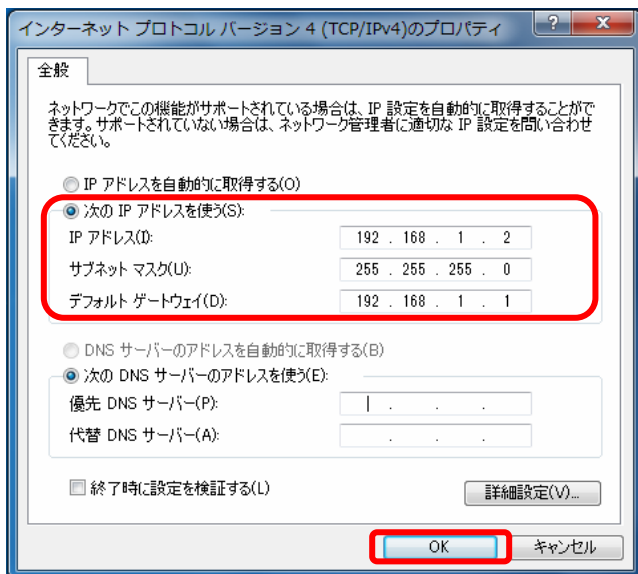 インターネット プロトコル バージョン 4 (TCP/IPv4)のプロパティ
?
x
全般
ネットワークでこの機能がサポートされている場合は、IP 設定を自動的に取得することがで
きます。サポートされていない場合は、ネットワーク管理者に適切な IP 設定を問い合わせ
てください。
IP アドレスを自動的に取得する(O)
次の IP アドレスを使う(S):
IP アドレス(I): 192 . 168 . 1 . 2
サブネット マスク(U): 255 . 255 . 255 . 0
デフォルト ゲートウェイ(D): 192 . 168 . 1 . 1
DNS サーバーのアドレスを自動的に取得する(B)
次の DNS サーバーのアドレスを使う(E):
優先 DNS サーバー(P): . . .
代替 DNS サーバー(A): . . .
終了時に設定を検証する(L)
詳細設定(V)...
OK
キャンセル